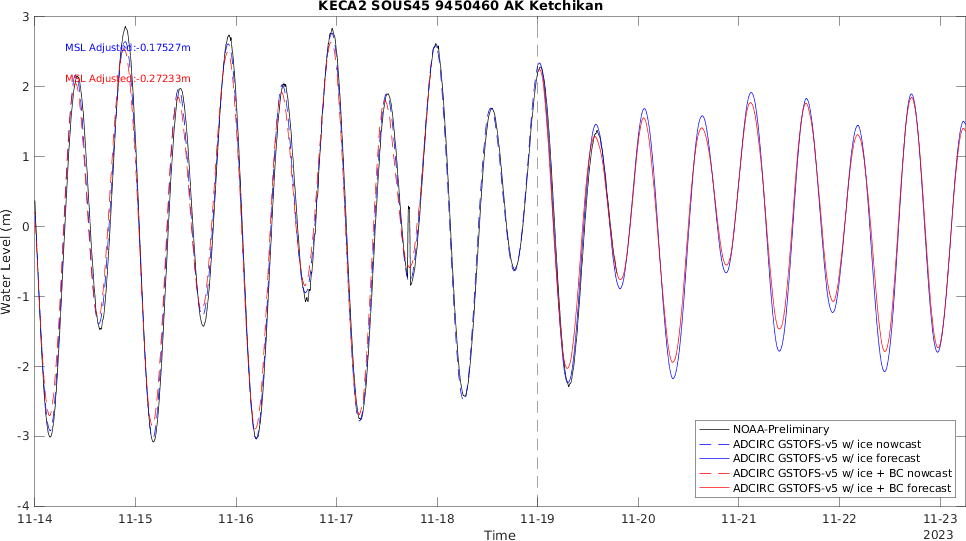 KECA2 SOUS45 9450460 AK Ketchikan
MSL Adjusted:-0.17527m
MSL Adjusted:-0.27233m
Water Level (m)
3
2
1
0
-1
-2
-3
-4
NOAA-Preliminary
ADCIRC GSTOFS-v5 w/ ice nowcast
ADCIRC GSTOFS-v5 w/ ice forecast
ADCIRC GSTOFS-v5 w/ ice + BC nowcast
ADCIRC GSTOFS-v5 w/ ice + BC forecast
11-14 11-15 11-16 11-17 11-18 11-19 11-20 11-21 11-22 11-23
Time
2023